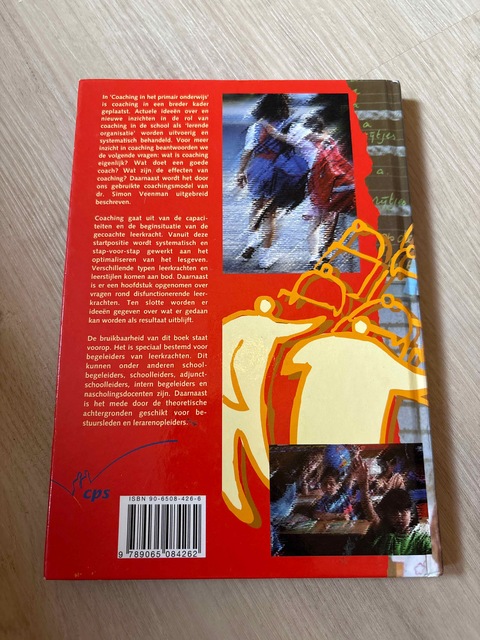 In 'Coaching in het primair onderwijs'
is coaching in een breder kader
geplaatst. Actuele ideeën over en
nieuwe inzichten in de rol van
coaching in de school als 'lerende
organisatie' worden uitvoerig en
systematisch behandeld. Voor meer
inzicht in coaching beantwoorden we
de volgende vragen: wat is coaching
eigenlijk? Wat doet een goede
coach? Wat zijn de effecten van
coaching? Daarnaast wordt het door
ons gebruikte coachingsmodel van
dr. Simon Veenman uitgebreid
beschreven.
Coaching gaat uit van de capaci-
teiten en de beginsituatie van de
gecoachte leerkracht. Vanuit deze
startpositie wordt systematisch en
stap-voor-stap gewerkt aan het
optimaliseren van het lesgeven.
Verschillende typen leerkrachten en
leerstijlen komen aan bod. Daarnaast
is er een hoofdstuk opgenomen over
vragen rond disfunctionerende leer-
krachten. Ten slotte worden er
ideeën gegeven over wat er gedaan
kan worden als resultaat uitblijft.
De bruikbaarheid van dit boek staat
voorop. Het is speciaal bestemd voor
begeleiders van leerkrachten. Dit
kunnen onder anderen school-
begeleiders, schoolleiders, adjunct-
schoolleiders, intern begeleiders en
nascholingsdocenten zijn. Daarnaast
is het mede door de theoretische
achtergronden geschikt voor be-
stuursleden en lerarenopleiders.
cps
ISBN 90-6508-426-6
9 789065 084262